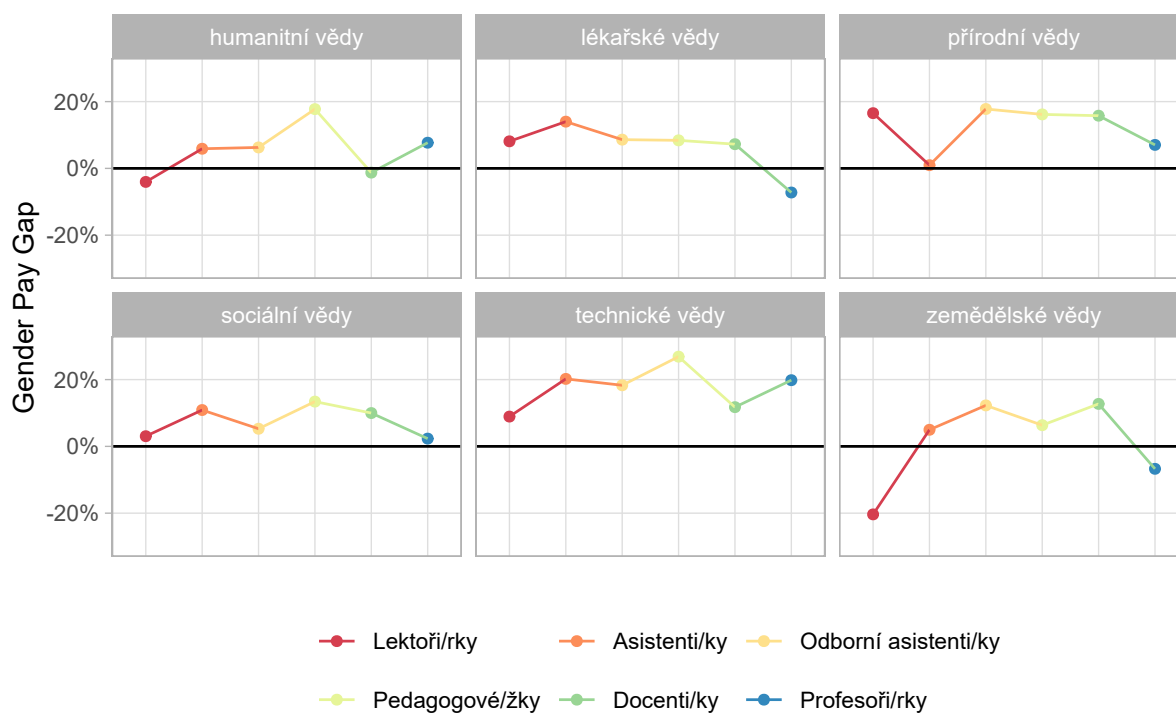 humanitní vědy lékařské vědy přírodní vědy
20%
0%
-20%
Gender Pay Gap
sociální vědy technické vědy zemědělské vědy
20%
0%
-20%
Lektoři/rky Asistenti/ky Odborní asistenti/ky
Pedagogové/žky Docenti/ky Profesoři/rky